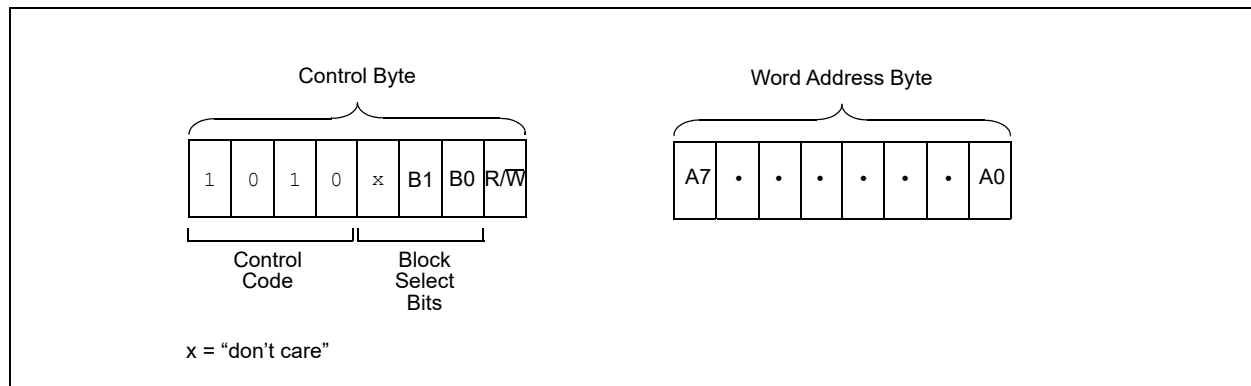 Control Byte
Word Address Byte
1 0 1 0 x B1 B0 R/W̅
A7 • • • • • • A0
Control
Code
Block
Select
Bits
x = “don’t care”